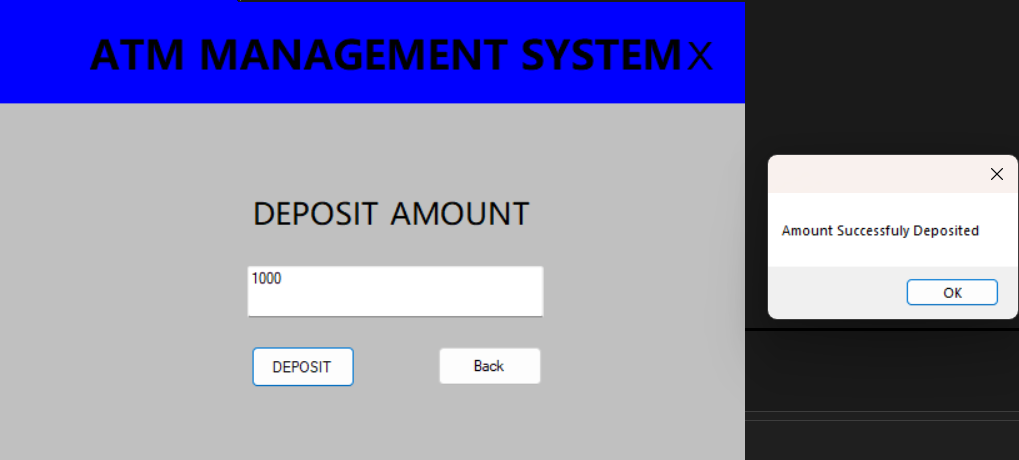 ATM MANAGEMENT SYSTEM X
DEPOSIT AMOUNT
1000
DEPOSIT
Back
Amount Successfuly Deposited
OK